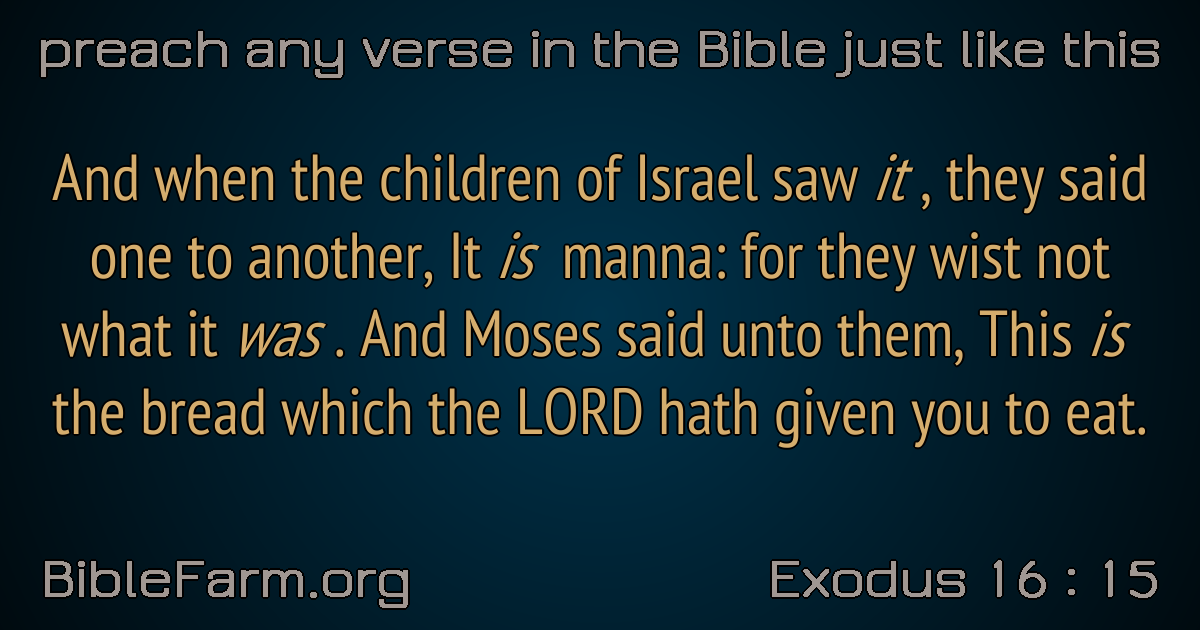 preach any verse in the Bible just like this
And when the children of Israel saw it , they said
one to another, It is manna: for they wist not
what it was . And Moses said unto them, This is
the bread which the LORD hath given you to eat.
BibleFarm.org
Exodus 16 : 15